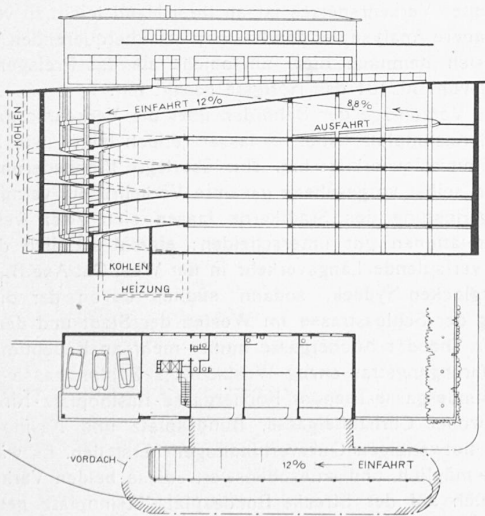 EINFAHRT 12%
8,8%
AUSFAHRT
KOHLEN
KOHLEN
HEIZUNG
VORDACH
12%
EINFAHRT